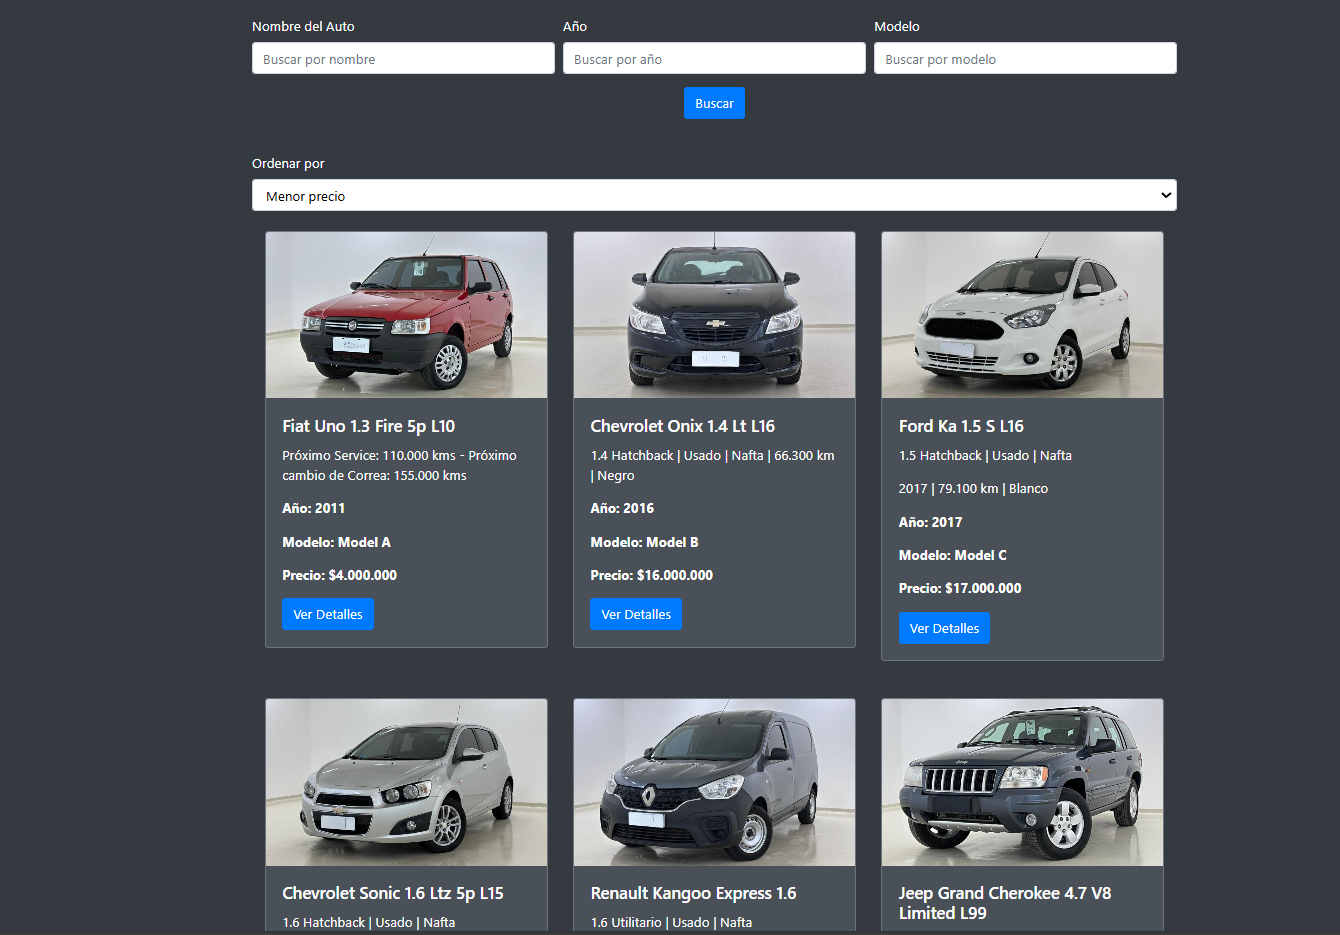 Nombre del Auto
Año
Modelo
Buscar por nombre
Buscar por año
Buscar por modelo
Buscar
Ordenar por
Menor precio
Fiat Uno 1.3 Fire 5p L10
Próximo Service: 110.000 kms - Próximo
cambio de Correa: 155.000 kms
Año: 2011
Modelo: Model A
Precio: $4.000.000
Ver Detalles
Chevrolet Onix 1.4 Lt L16
1.4 Hatchback | Usado | Nafta | 66.300 km
| Negro
Año: 2016
Modelo: Model B
Precio: $16.000.000
Ver Detalles
Ford Ka 1.5 S L16
1.5 Hatchback | Usado | Nafta
2017 | 79.100 km | Blanco
Año: 2017
Modelo: Model C
Precio: $17.000.000
Ver Detalles
Chevrolet Sonic 1.6 Ltz 5p L15
1.6 Hatchback | Usado | Nafta
Renault Kangoo Express 1.6
1.6 Utilitario | Usado | Nafta
Jeep Grand Cherokee 4.7 V8
Limited L99